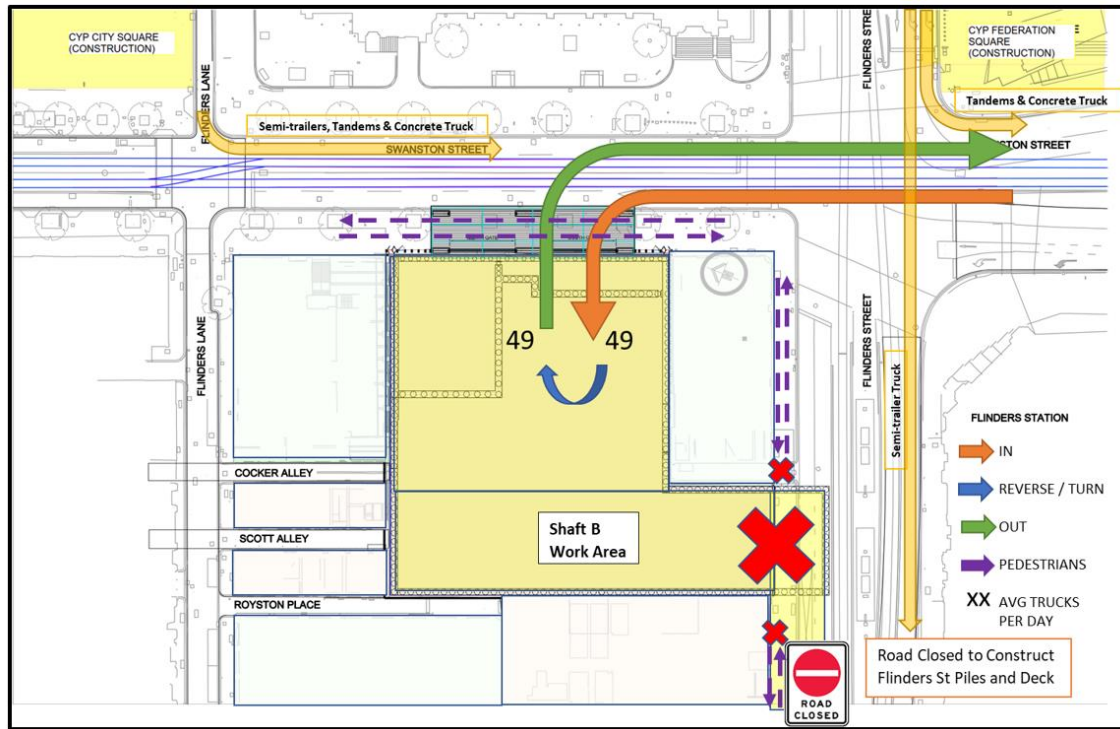 CYP CITY SQUARE
(CONSTRUCTION)
FLINDERS LANE
FLINDERS STREET
CYP FEDERATION
SQUARE
(CONSTRUCTION)
Semi-trailers, Tandems & Concrete Truck
Tandems & Concrete Truck
SWANSTON STREET
STON STREET
49
49
FLINDERS LANE
FLINDERS STREET
Semi-trailer Truck
COCKER ALLEY
SCOTT ALLEY
ROYSTON PLACE
Shaft B
Work Area
FLINDERS STATION
IN
REVERSE / TURN
OUT
PEDESTRIANS
XX AVG TRUCKS
PER DAY
Road Closed to Construct
Flinders St Piles and Deck
ROAD
CLOSED